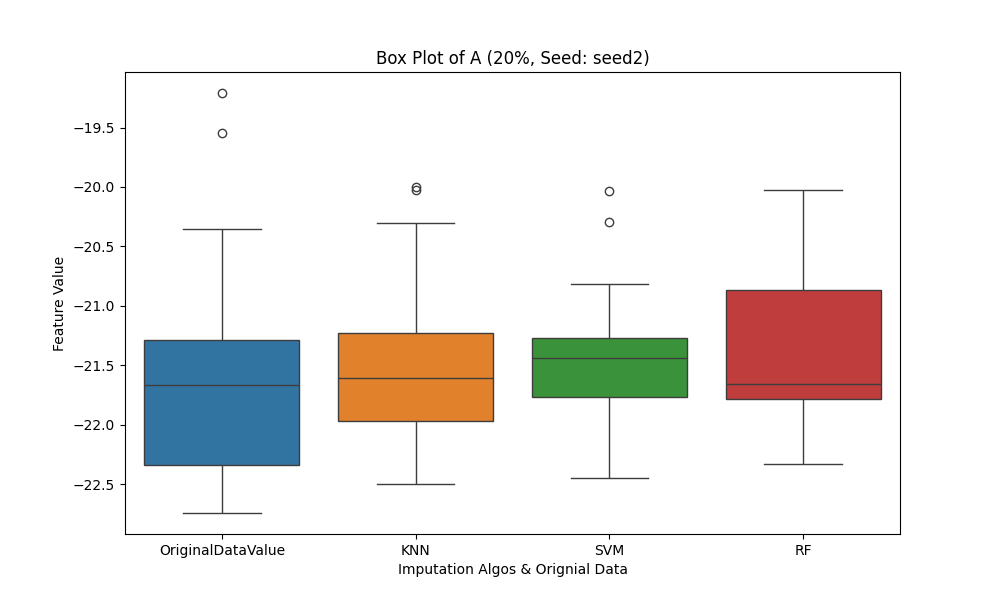 Box Plot of A (20%, Seed: seed2)
Feature Value
−19.5
−20.0
−20.5
−21.0
−21.5
−22.0
−22.5
OriginalDataValue KNN SVM RF
Imputation Algos & Orignial Data